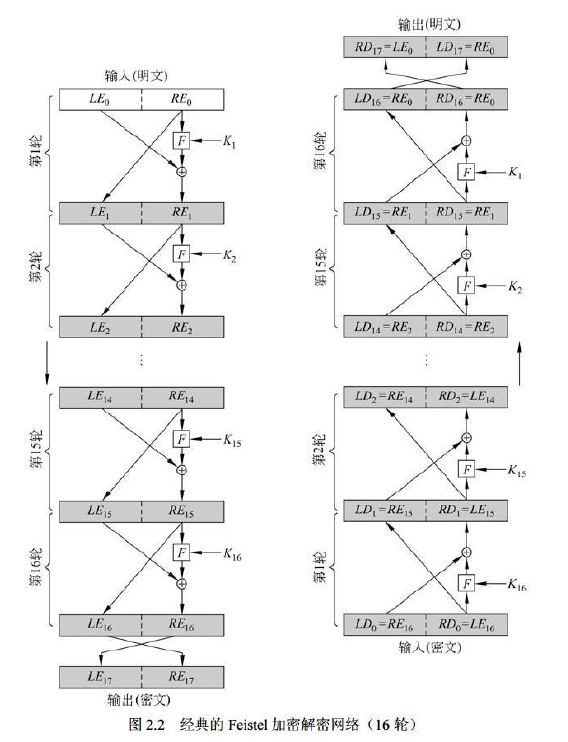 输入(明文)
LE0 RE0
第1轮
F K1
⊕
LE1 RE1
第2轮
F K2
⊕
LE2 RE2
⋮
LE14 RE14
第15轮
F K15
⊕
LE15 RE15
第16轮
F K16
⊕
LE16 RE16
LE17 RE17
输出(密文)
输出(明文)
RD17=LE0 LD17=RE0
LD16=RE0 RD16=RE0
第16轮
⊕
F K1
LD15=RE1 RD15=RE1
第15轮
⊕
F K2
LD14=RE2 RD14=RE2
⋮
LD2=RE14 RD2=LE14
第2轮
⊕
F K15
LD1=RE15 RD1=LE15
第1轮
⊕
F K16
LD0=RE16 RD0=LE16
输入(密文)
图 2.2 经典的 Feistel 加密解密网络（16 轮）